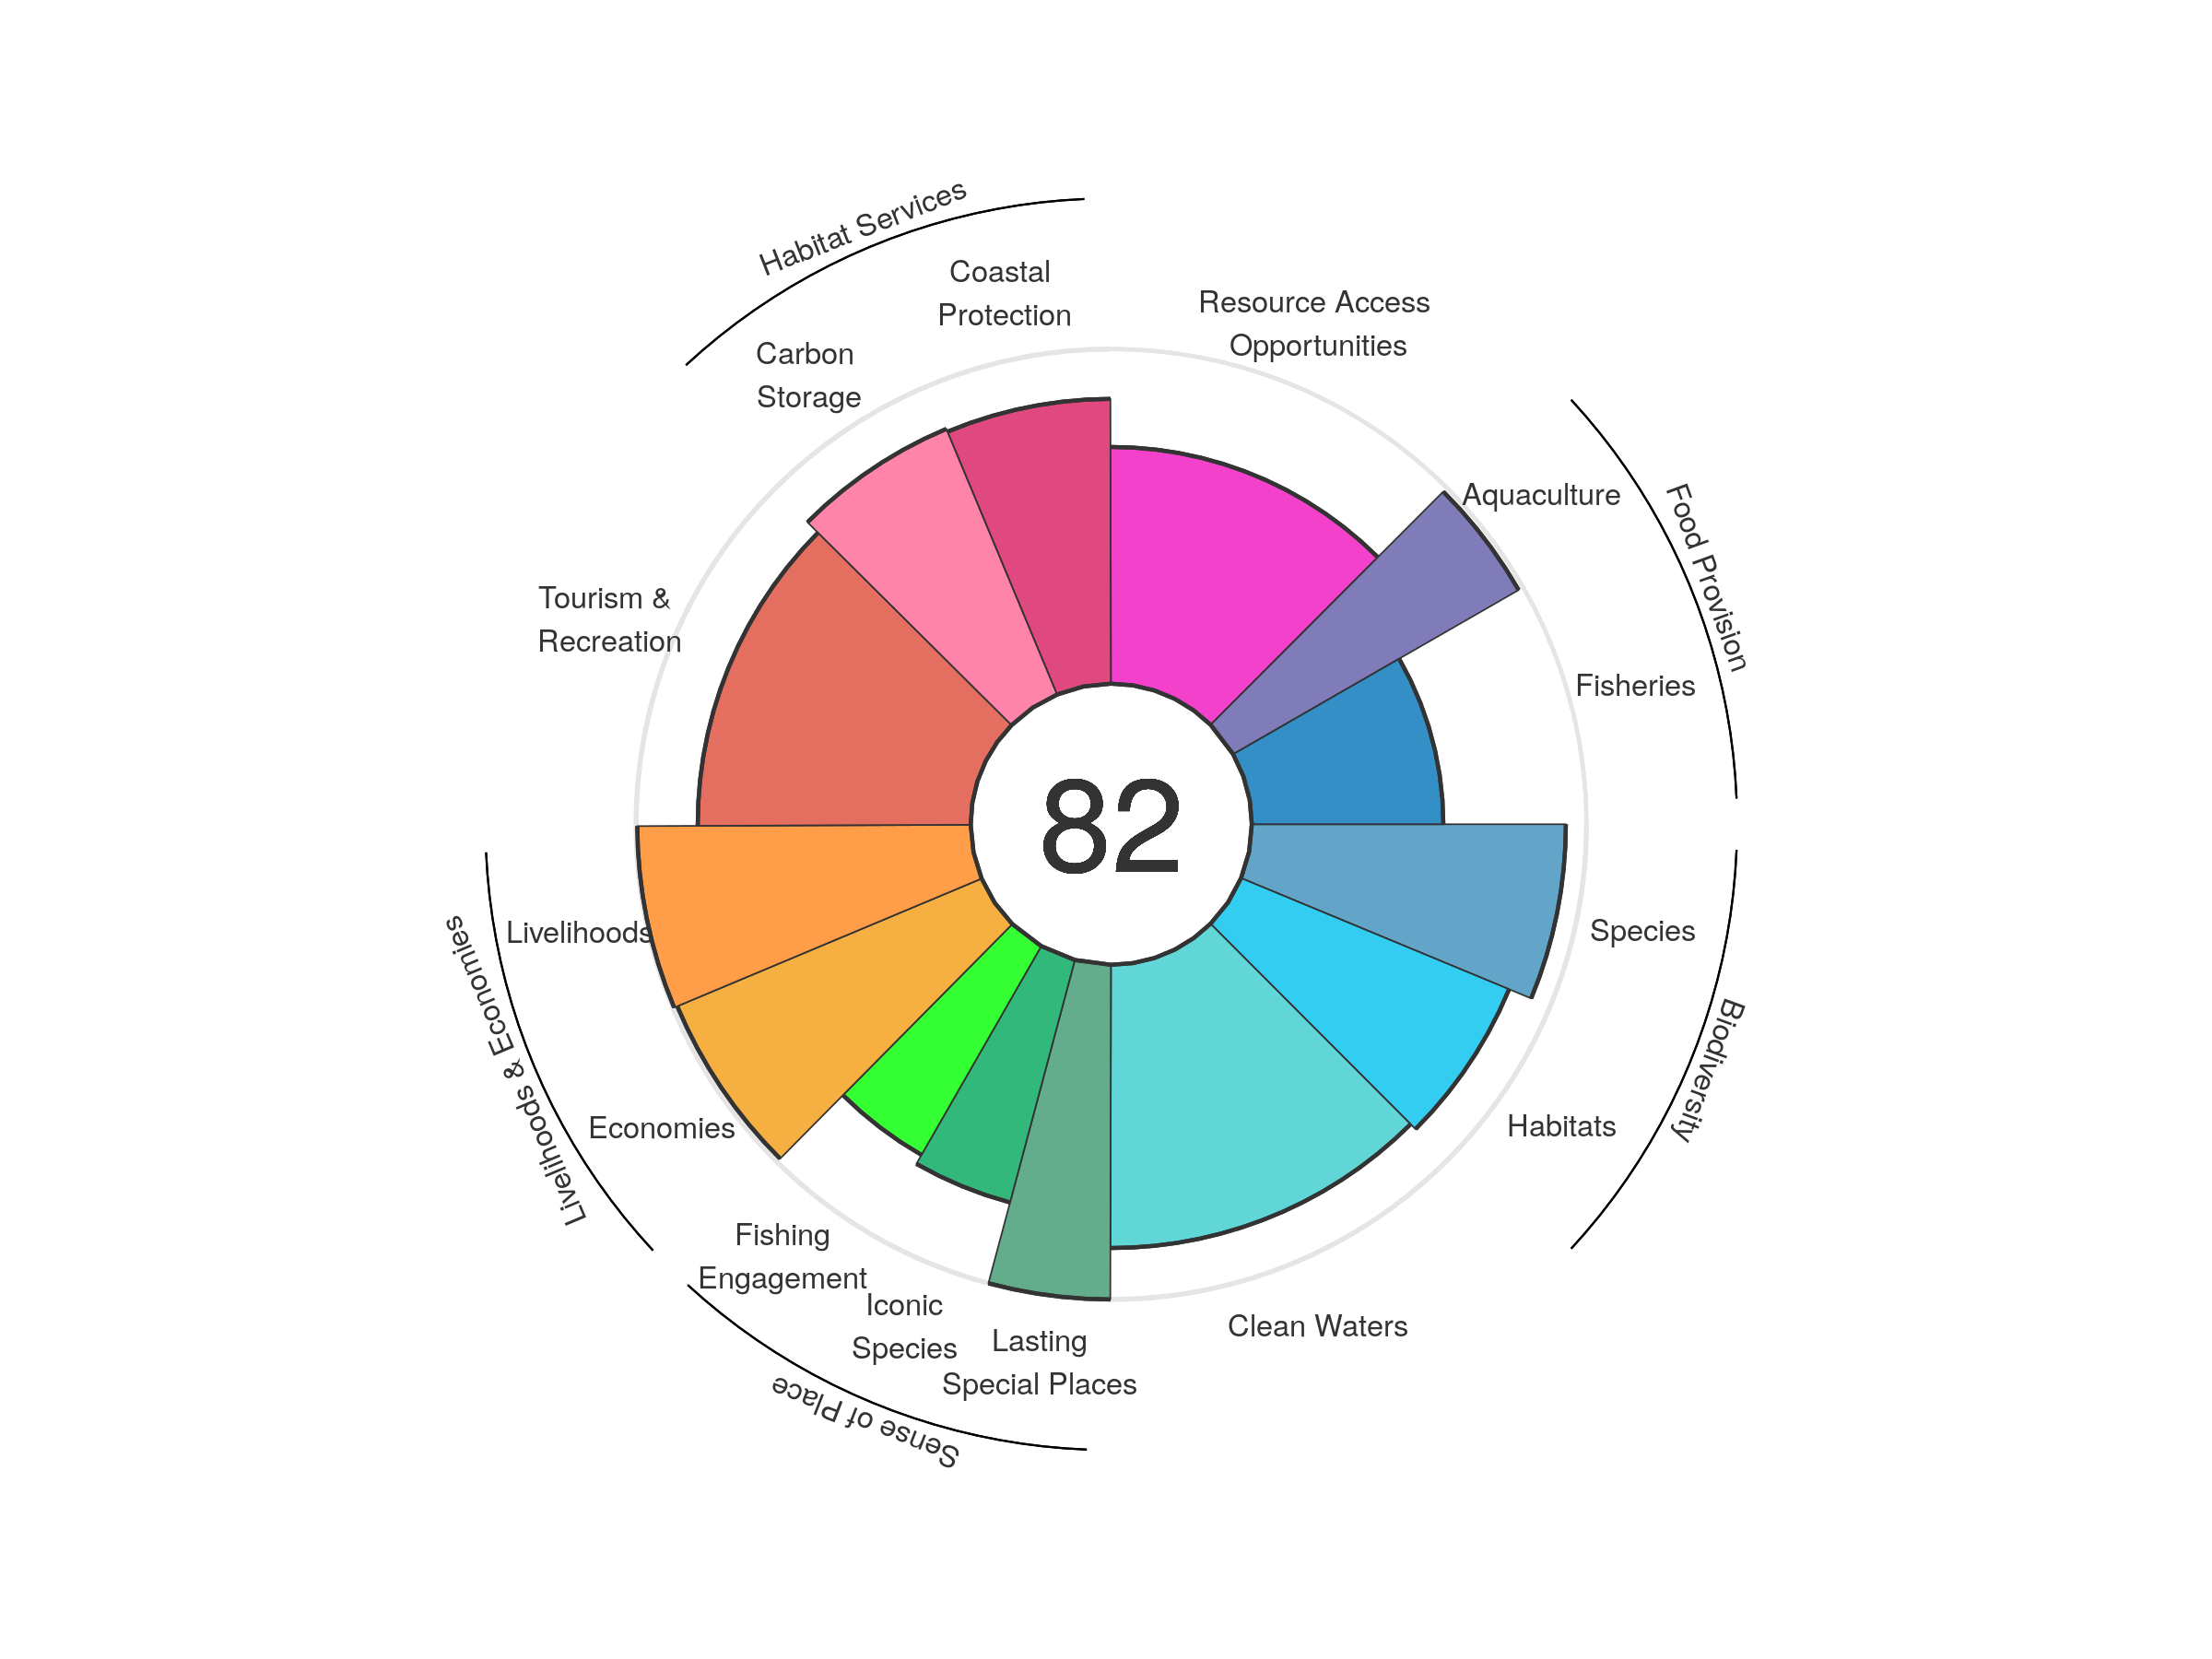 Habitat Services
Coastal
Protection
Resource Access
Opportunities
Carbon
Storage
Aquaculture
Food Provision
Tourism &
Recreation
Fisheries
82
Livelihoods
Species
Livelihoods & Economies
Biodiversity
Economies
Habitats
Fishing
Engagement
Iconic
Species
Lasting
Special Places
Clean Waters
Sense of Place